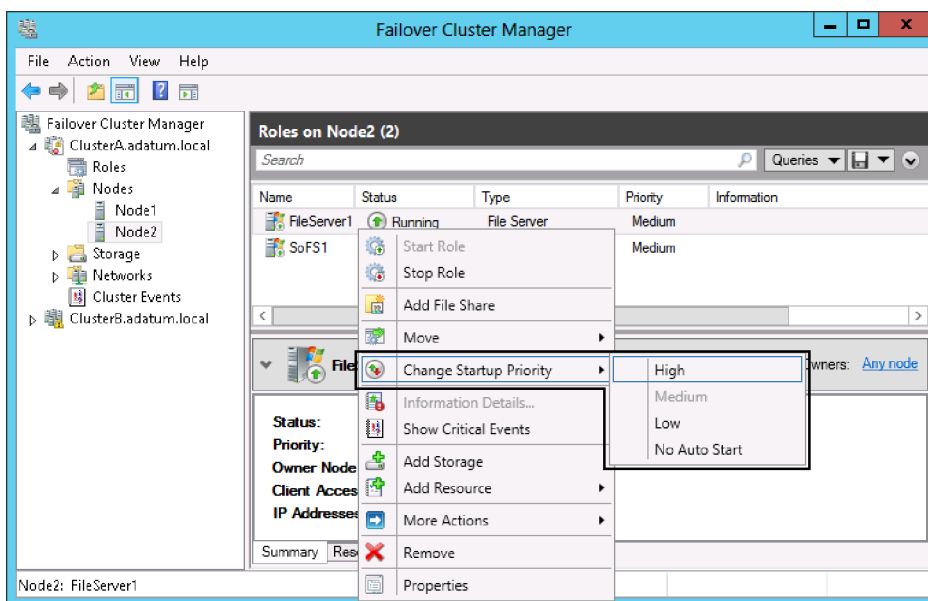 Failover Cluster Manager
File Action View Help
Failover Cluster Manager
ClusterA.adatum.local
Roles
Nodes
Node1
Node2
Storage
Networks
Cluster Events
ClusterB.adatum.local
Roles on Node2 (2)
Search
Queries
Name Status Type Priority Information
FileServer1 Running File Server Medium
SoFS1 Medium
Start Role
Stop Role
Add File Share
Move
Change Startup Priority
Information Details...
Show Critical Events
Add Storage
Add Resource
More Actions
Remove
Properties
High
Medium
Low
No Auto Start
File
wners: Any node
Status:
Priority:
Owner Node
Client Acces
IP Addresses
Summary Res
Node2: FileServer1